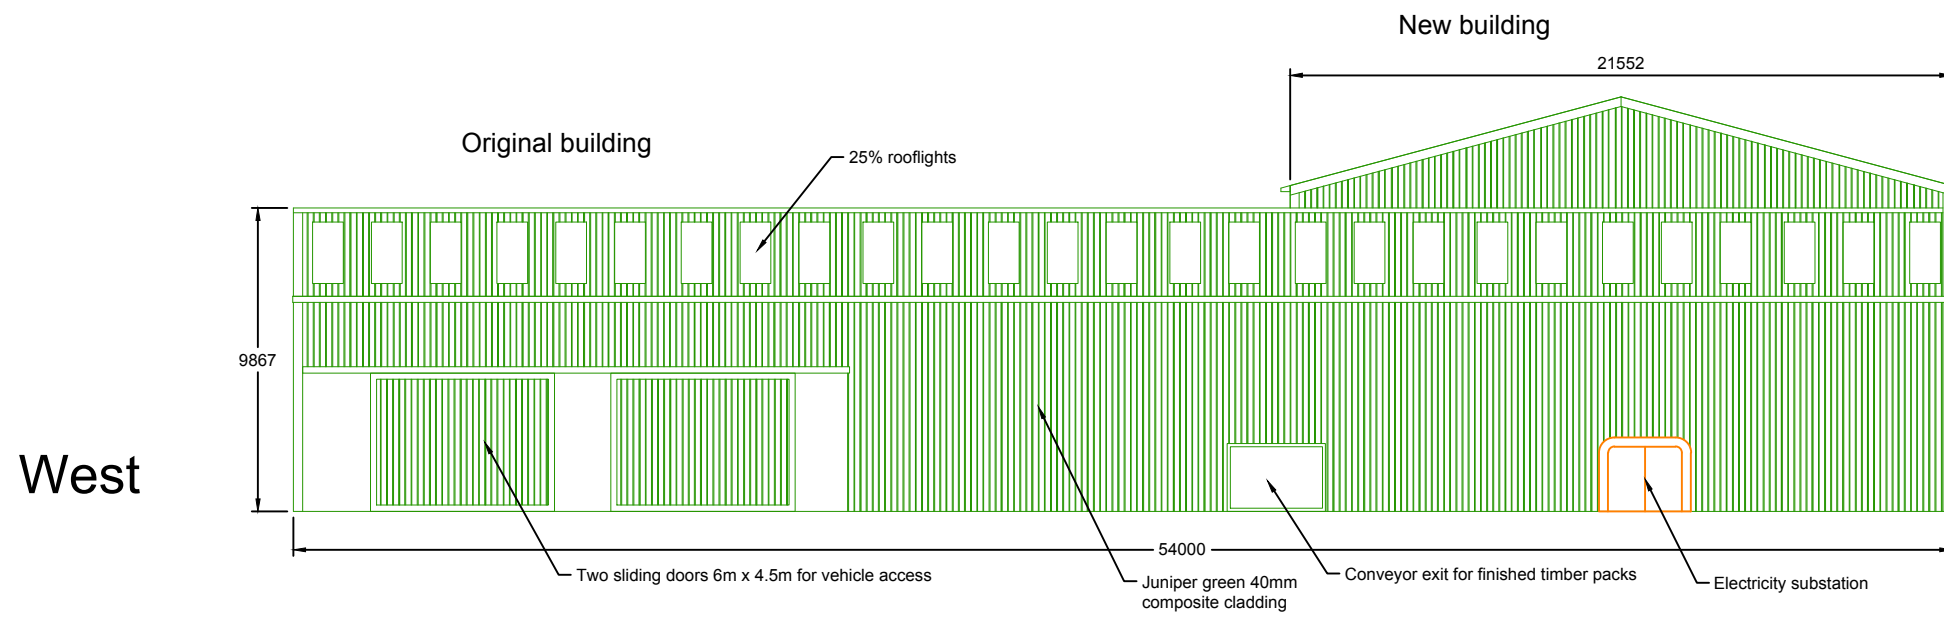 New building
21552
Original building
25% rooflights
9867
West
54000
Two sliding doors 6m x 4.5m for vehicle access
Juniper green 40mm
composite cladding
Conveyor exit for finished timber packs
Electricity substation